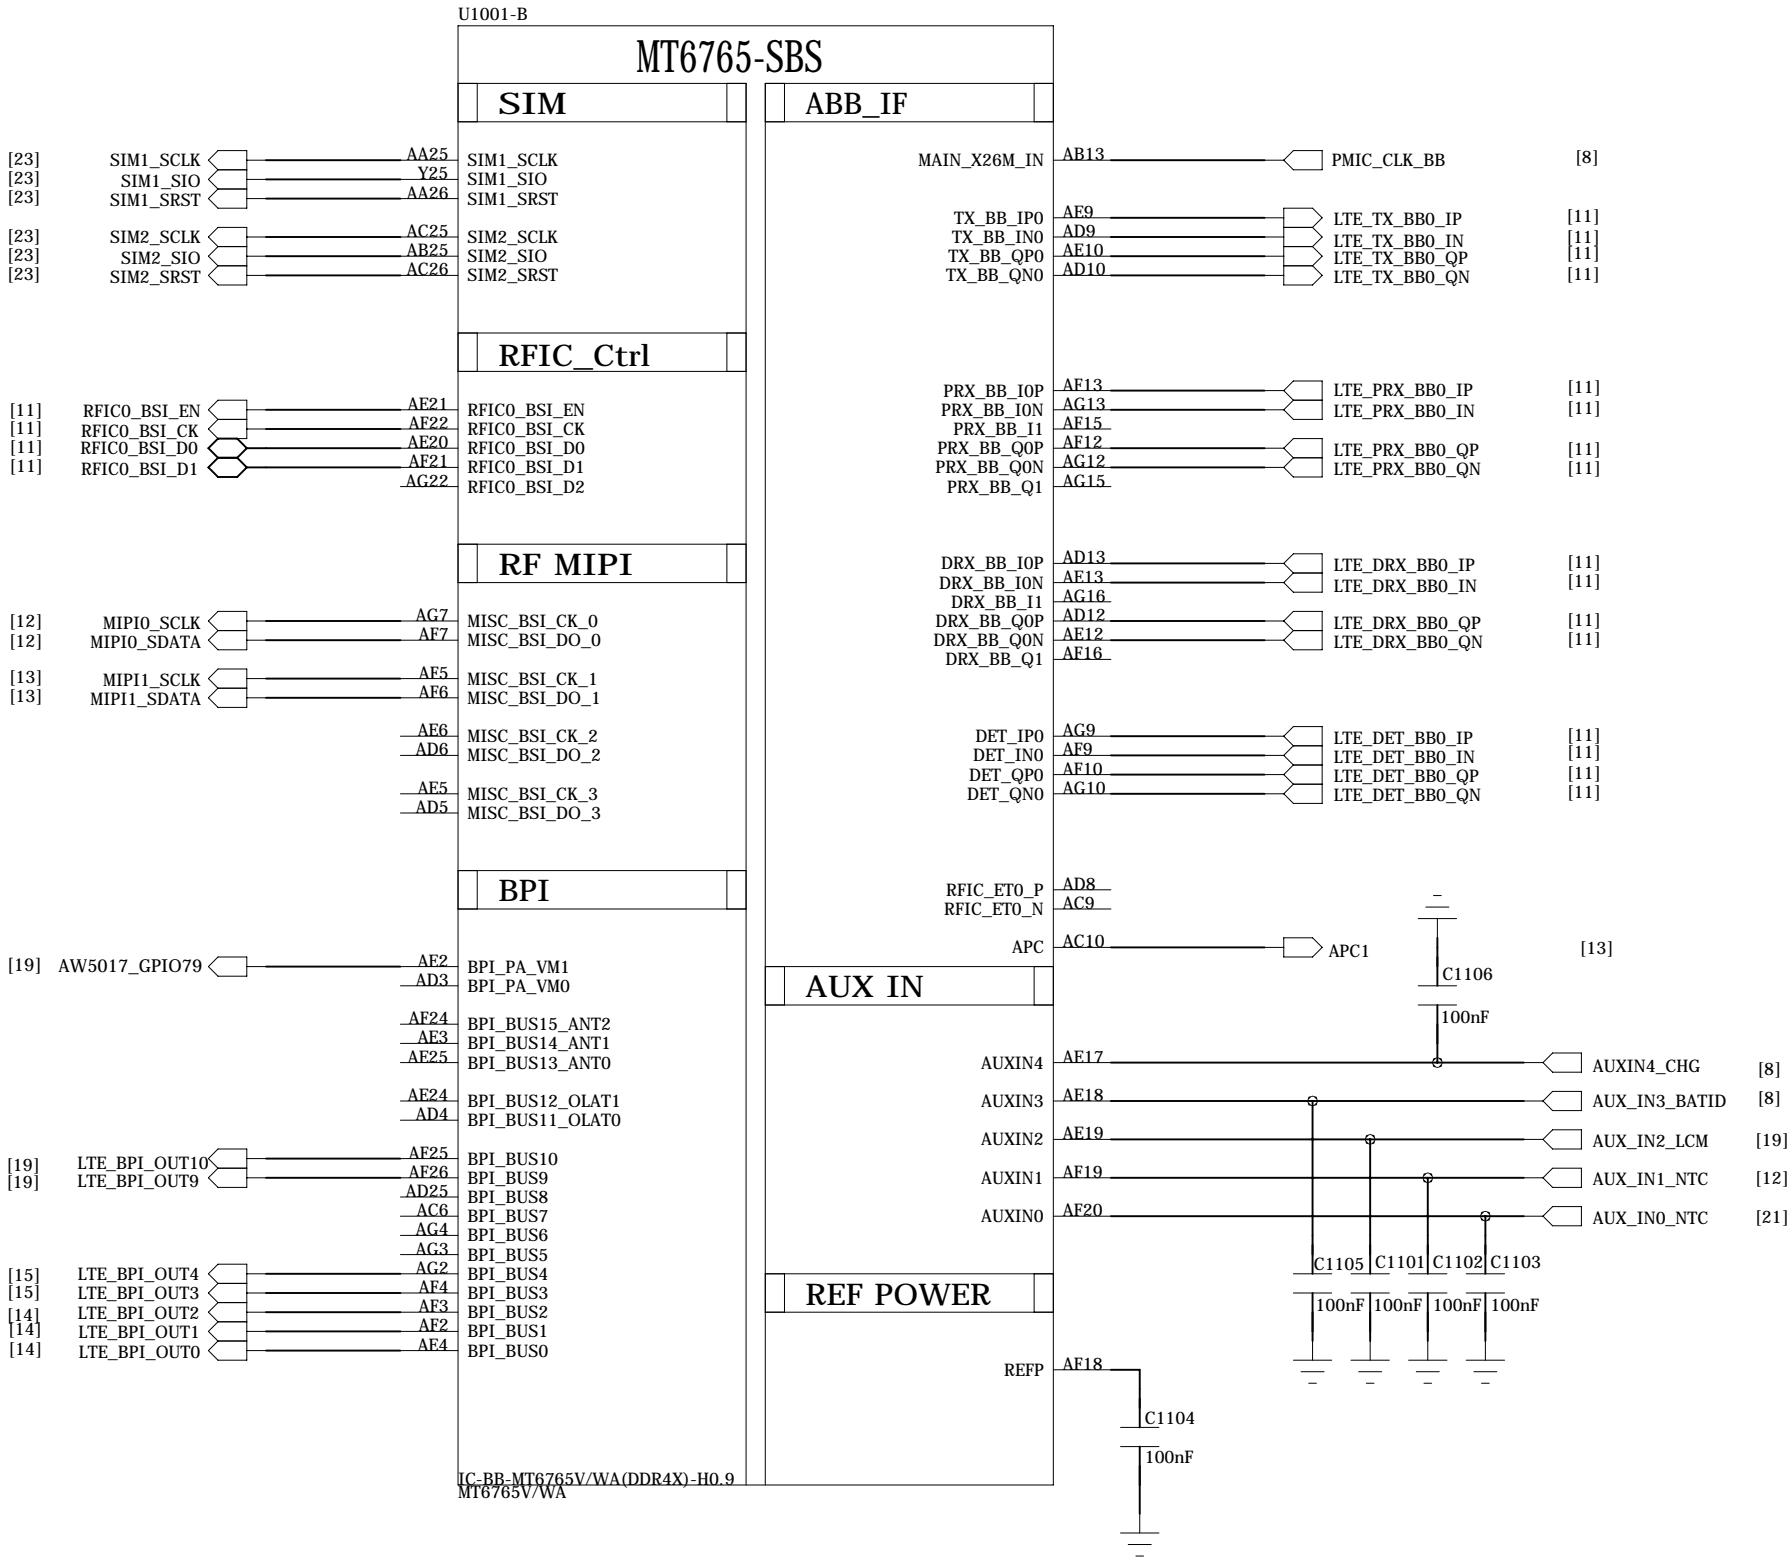 U1001-B
MT6765-SBS
SIM
[23] SIM1_SCLK AA25 SIM1_SCLK
[23] SIM1_SIO Y25 SIM1_SIO
[23] SIM1_SRST AA26 SIM1_SRST
[23] SIM2_SCLK AC25 SIM2_SCLK
[23] SIM2_SIO AB25 SIM2_SIO
[23] SIM2_SRST AC26 SIM2_SRST
RFIC_Ctrl
[11] RFIC0_BSI_EN AE21 RFIC0_BSI_EN
[11] RFIC0_BSI_CK AF22 RFIC0_BSI_CK
[11] RFIC0_BSI_D0 AE20 RFIC0_BSI_D0
[11] RFIC0_BSI_D1 AF21 RFIC0_BSI_D1
AG22 RFIC0_BSI_D2
RF MIPI
[12] MIPI0_SCLK AG7 MISC_BSI_CK_0
[12] MIPI0_SDATA AF7 MISC_BSI_DO_0
[13] MIPI1_SCLK AF5 MISC_BSI_CK_1
[13] MIPI1_SDATA AF6 MISC_BSI_DO_1
AE6 MISC_BSI_CK_2
AD6 MISC_BSI_DO_2
AE5 MISC_BSI_CK_3
AD5 MISC_BSI_DO_3
BPI
[19] AW5017_GPIO79 AE2 BPI_PA_VM1
AD3 BPI_PA_VM0
AF24 BPI_BUS15_ANT2
AE3 BPI_BUS14_ANT1
AE25 BPI_BUS13_ANT0
AE24 BPI_BUS12_OLAT1
AD4 BPI_BUS11_OLAT0
[19] LTE_BPI_OUT10 AF25 BPI_BUS10
[19] LTE_BPI_OUT9 AF26 BPI_BUS9
AD25 BPI_BUS8
AC6 BPI_BUS7
AG4 BPI_BUS6
AG3 BPI_BUS5
[15] LTE_BPI_OUT4 AG2 BPI_BUS4
[15] LTE_BPI_OUT3 AF4 BPI_BUS3
[14] LTE_BPI_OUT2 AF3 BPI_BUS2
[14] LTE_BPI_OUT1 AF2 BPI_BUS1
[14] LTE_BPI_OUT0 AE4 BPI_BUS0
IC-BB-MT6765V/WA(DDR4X)-H0.9
MT6765V/WA
ABB_IF
MAIN_X26M_IN AB13 PMIC_CLK_BB [8]
TX_BB_IP0 AE9 LTE_TX_BB0_IP [11]
TX_BB_IN0 AD9 LTE_TX_BB0_IN [11]
TX_BB_QP0 AE10 LTE_TX_BB0_QP [11]
TX_BB_QN0 AD10 LTE_TX_BB0_QN [11]
PRX_BB_I0P AF13 LTE_PRX_BB0_IP [11]
PRX_BB_I0N AG13 LTE_PRX_BB0_IN [11]
PRX_BB_I1 AF15
PRX_BB_Q0P AF12 LTE_PRX_BB0_QP [11]
PRX_BB_Q0N AG12 LTE_PRX_BB0_QN [11]
PRX_BB_Q1 AG15
DRX_BB_I0P AD13 LTE_DRX_BB0_IP [11]
DRX_BB_I0N AE13 LTE_DRX_BB0_IN [11]
DRX_BB_I1 AG16
DRX_BB_Q0P AD12 LTE_DRX_BB0_QP [11]
DRX_BB_Q0N AE12 LTE_DRX_BB0_QN [11]
DRX_BB_Q1 AF16
DET_IP0 AG9 LTE_DET_BB0_IP [11]
DET_IN0 AF9 LTE_DET_BB0_IN [11]
DET_QP0 AF10 LTE_DET_BB0_QP [11]
DET_QN0 AG10 LTE_DET_BB0_QN [11]
RFIC_ET0_P AD8
RFIC_ET0_N AC9
APC AC10 APC1 [13]
AUX IN
C1106
100nF
AUXIN4 AE17 AUXIN4_CHG [8]
AUXIN3 AE18 AUX_IN3_BATID [8]
AUXIN2 AE19 AUX_IN2_LCM [19]
AUXIN1 AF19 AUX_IN1_NTC [12]
AUXIN0 AF20 AUX_IN0_NTC [21]
C1105 C1101 C1102 C1103
100nF 100nF 100nF 100nF
REF POWER
REFP AF18
C1104
100nF